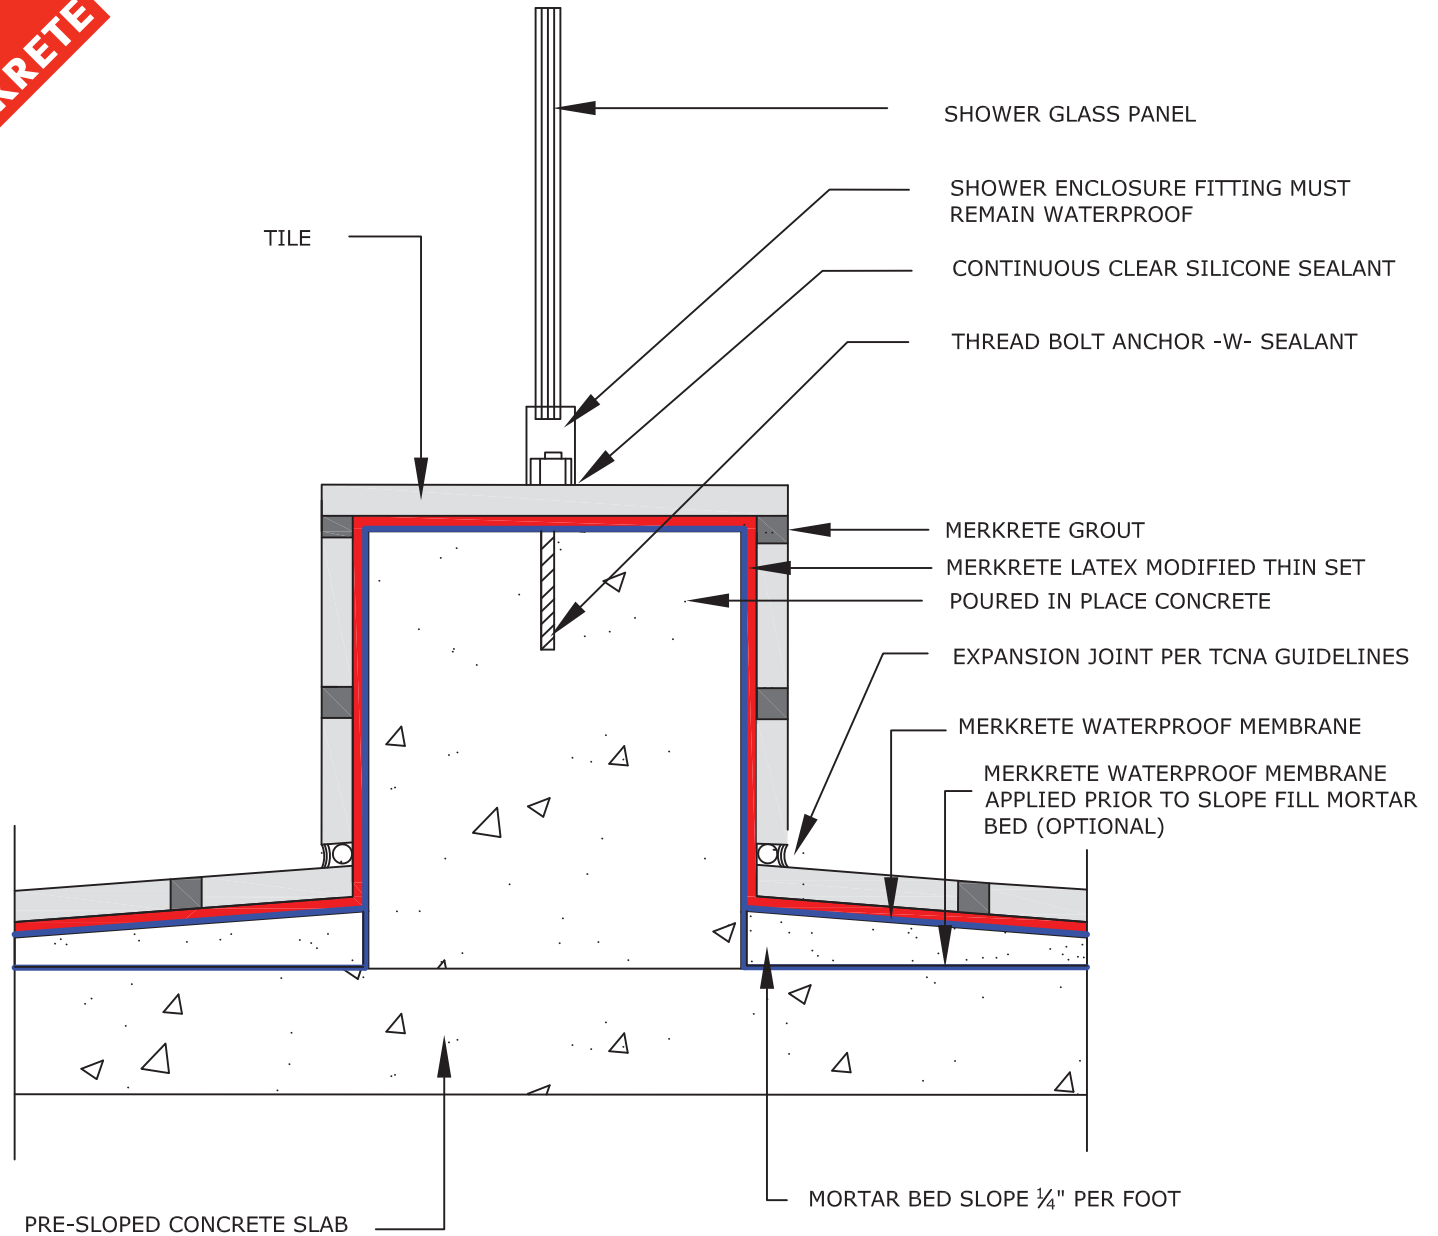 KRETE
SHOWER GLASS PANEL
SHOWER ENCLOSURE FITTING MUST
REMAIN WATERPROOF
TILE
CONTINUOUS CLEAR SILICONE SEALANT
THREAD BOLT ANCHOR -W- SEALANT
MERKRETE GROUT
MERKRETE LATEX MODIFIED THIN SET
POURED IN PLACE CONCRETE
EXPANSION JOINT PER TCNA GUIDELINES
MERKRETE WATERPROOF MEMBRANE
MERKRETE WATERPROOF MEMBRANE
APPLIED PRIOR TO SLOPE FILL MORTAR
BED (OPTIONAL)
MORTAR BED SLOPE ¼" PER FOOT
PRE-SLOPED CONCRETE SLAB